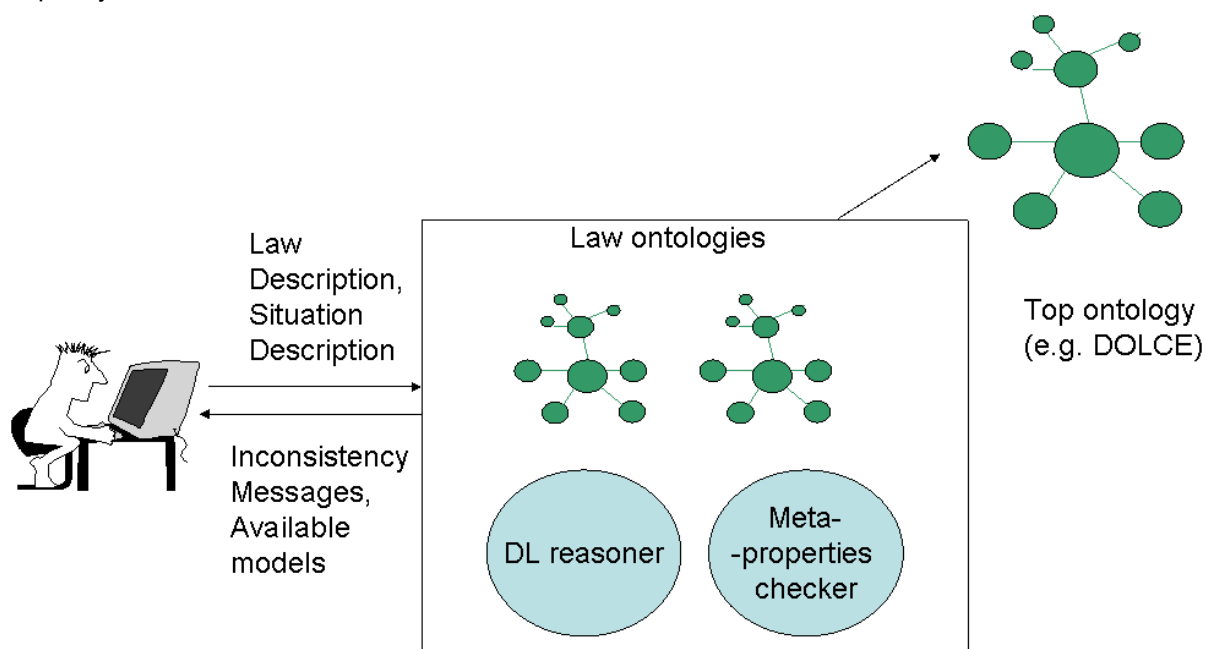 Law
Description,
Situation
Description
Law ontologies
Top ontology
(e.g. DOLCE)
Inconsistency
Messages,
Available
models
DL reasoner
Meta-
-properties
checker